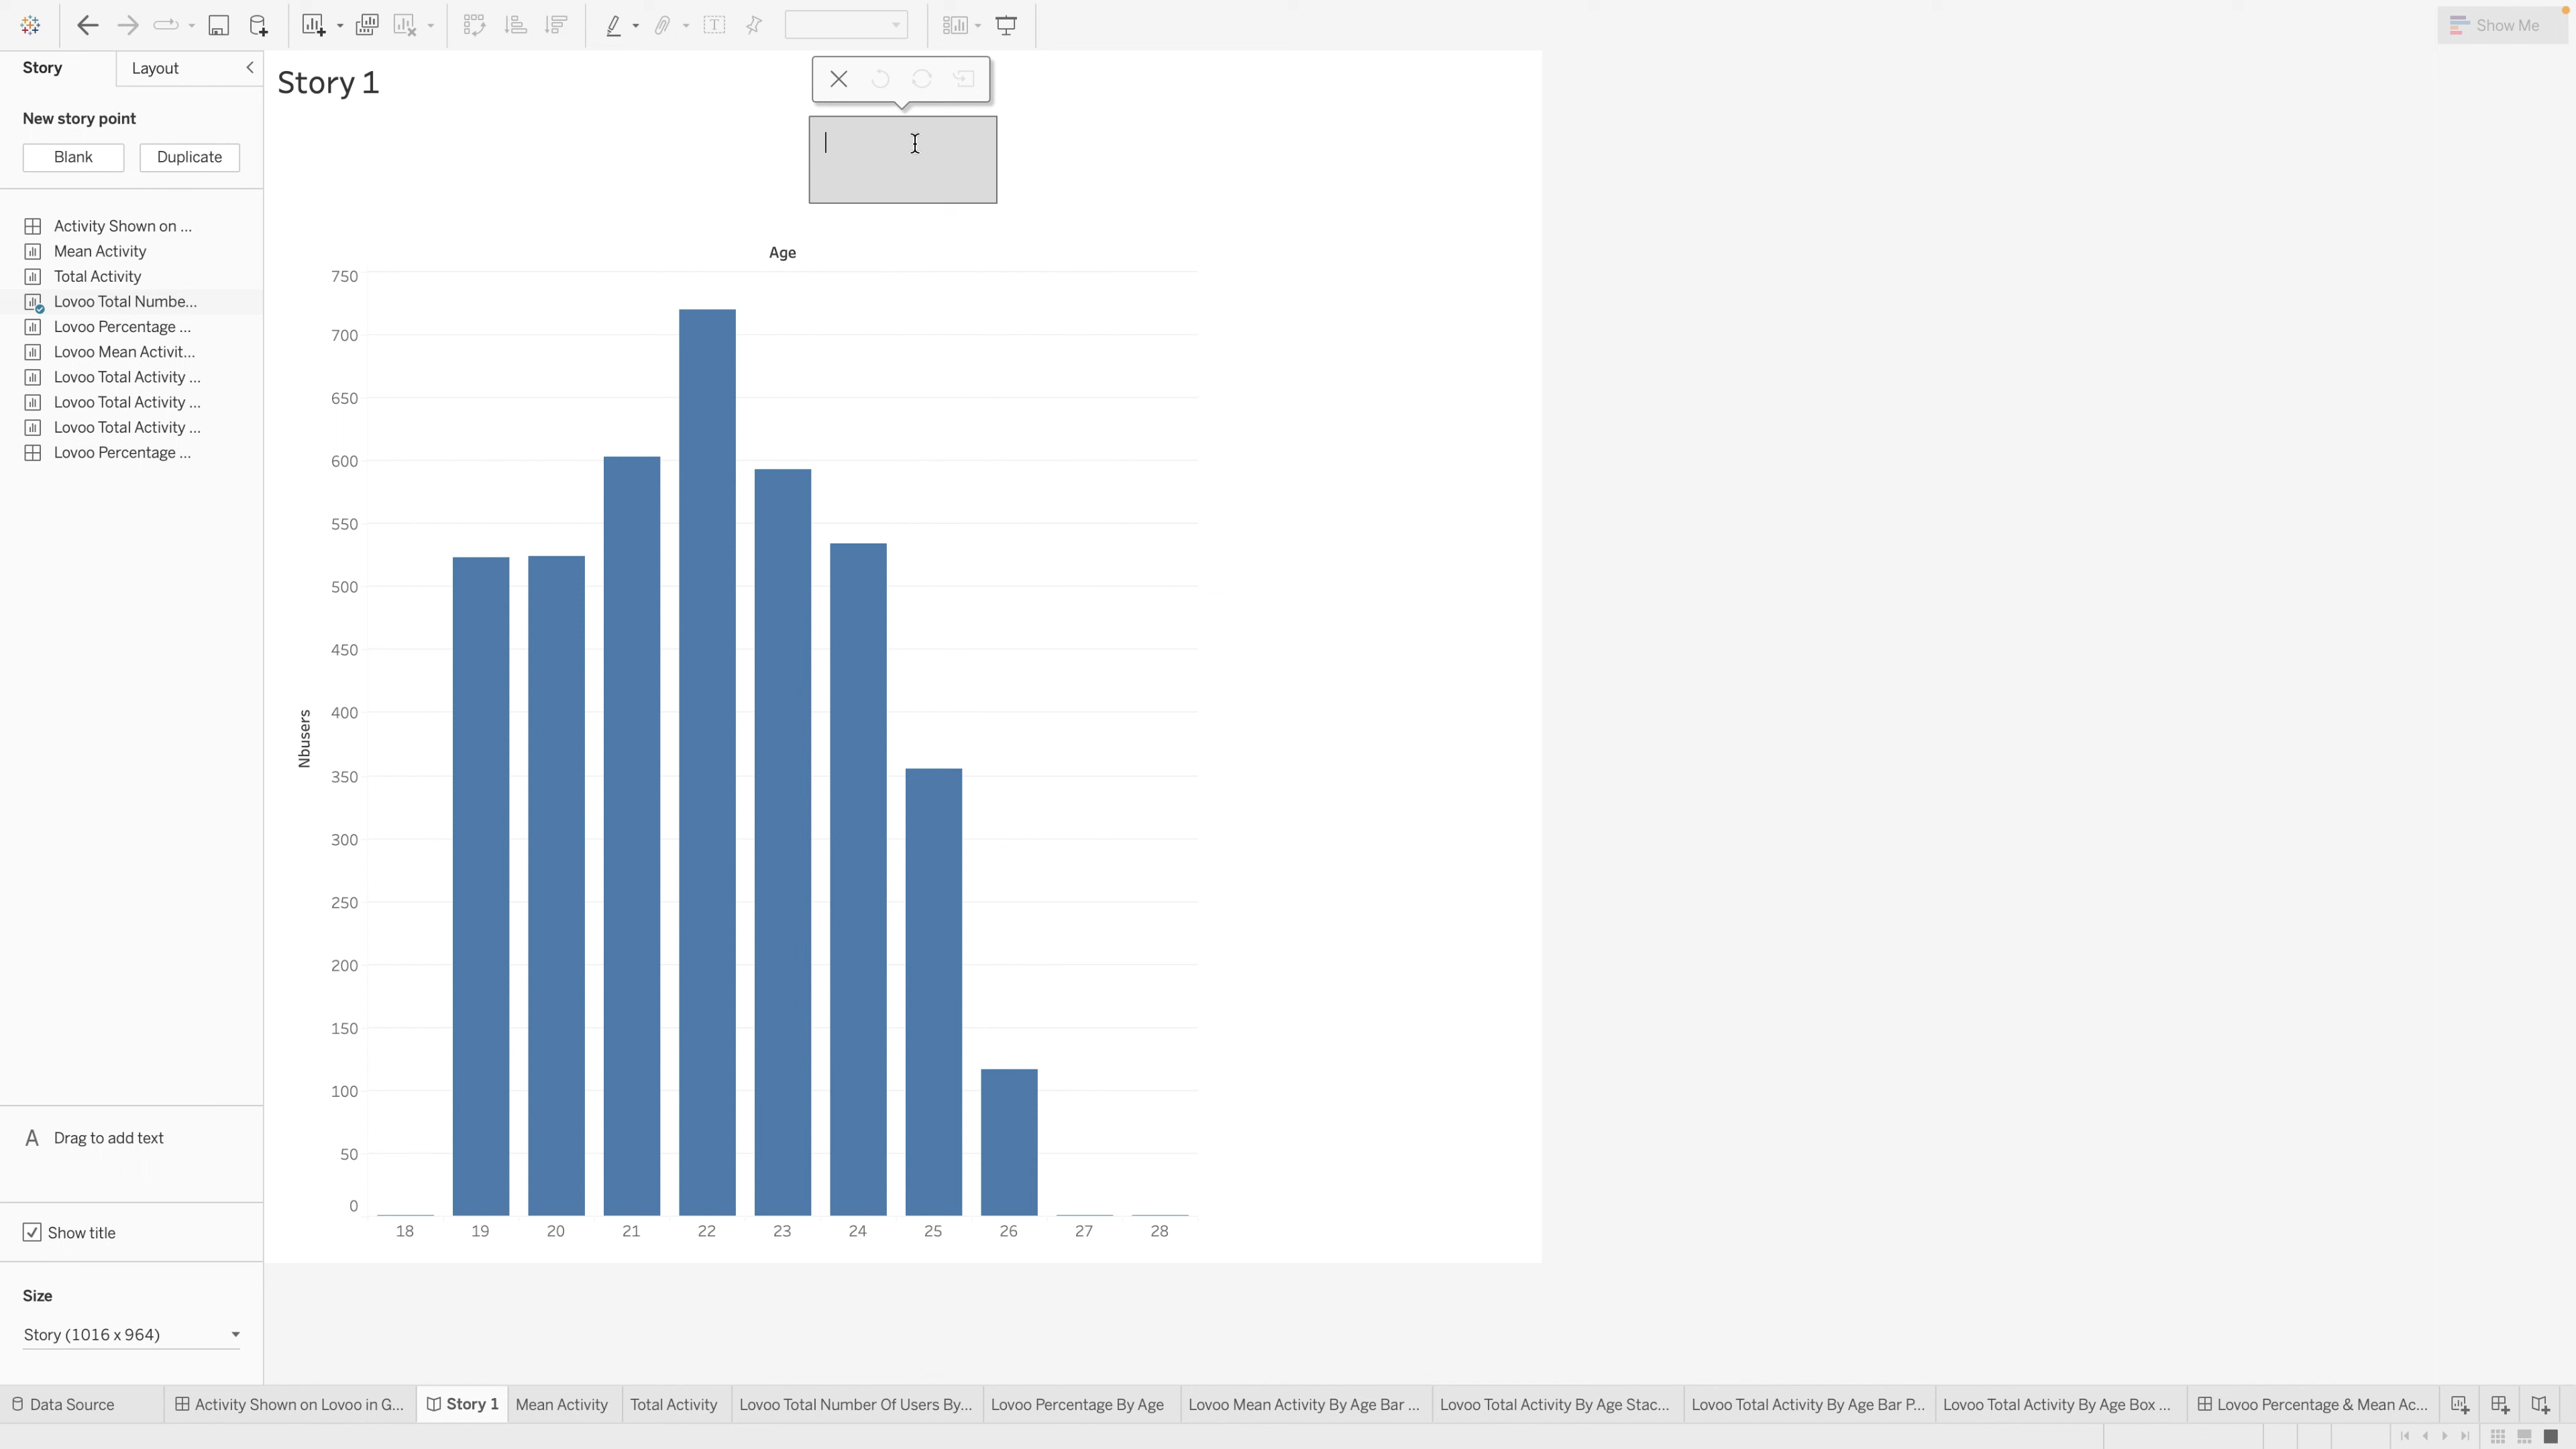 Show Me
Story
Layout
Story 1
New story point
Blank
Duplicate
Activity Shown on ...
Mean Activity
Total Activity
Lovoo Total Numbe...
Lovoo Percentage ...
Lovoo Mean Activit...
Lovoo Total Activity ...
Lovoo Total Activity ...
Lovoo Total Activity ...
Lovoo Percentage ...
A Drag to add text
Show title
Size
Story (1016 x 964)
Age
750
700
650
600
550
500
450
400
350
300
250
200
150
100
50
0
Nbusers
18 19 20 21 22 23 24 25 26 27 28
Data Source
Activity Shown on Lovoo in G...
Story 1
Mean Activity
Total Activity
Lovoo Total Number Of Users By...
Lovoo Percentage By Age
Lovoo Mean Activity By Age Bar ...
Lovoo Total Activity By Age Stac...
Lovoo Total Activity By Age Bar P...
Lovoo Total Activity By Age Box ...
Lovoo Percentage & Mean Ac...